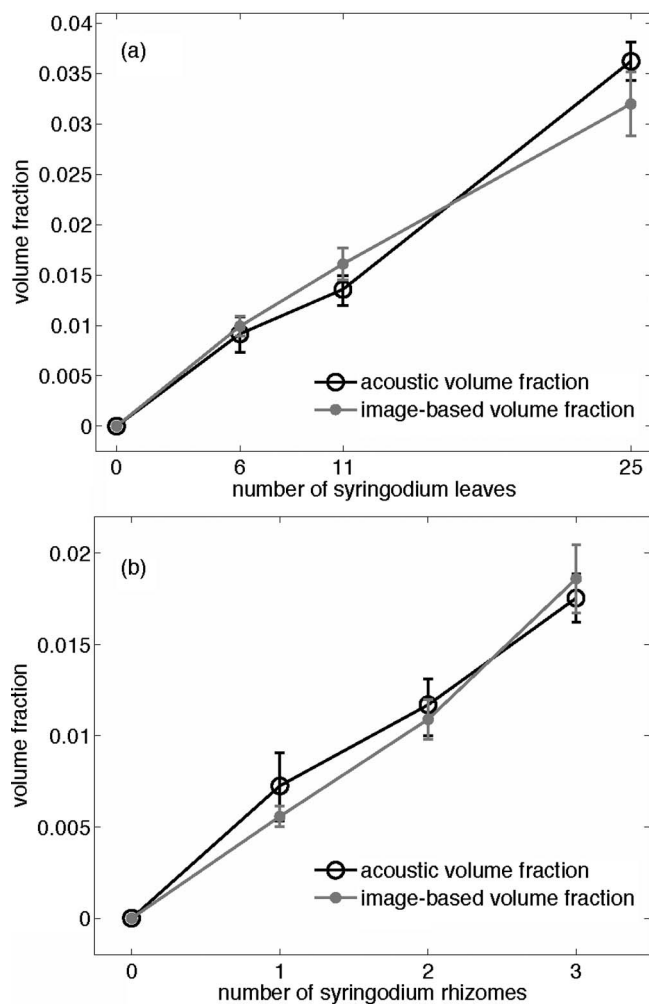 (a)
0.04
0.035
0.03
0.025
0.02
0.015
0.01
0.005
0
volume fraction
acoustic volume fraction
image-based volume fraction
0 6 11 25
number of syringodium leaves
(b)
0.02
0.015
0.01
0.005
0
volume fraction
acoustic volume fraction
image-based volume fraction
0 1 2 3
number of syringodium rhizomes